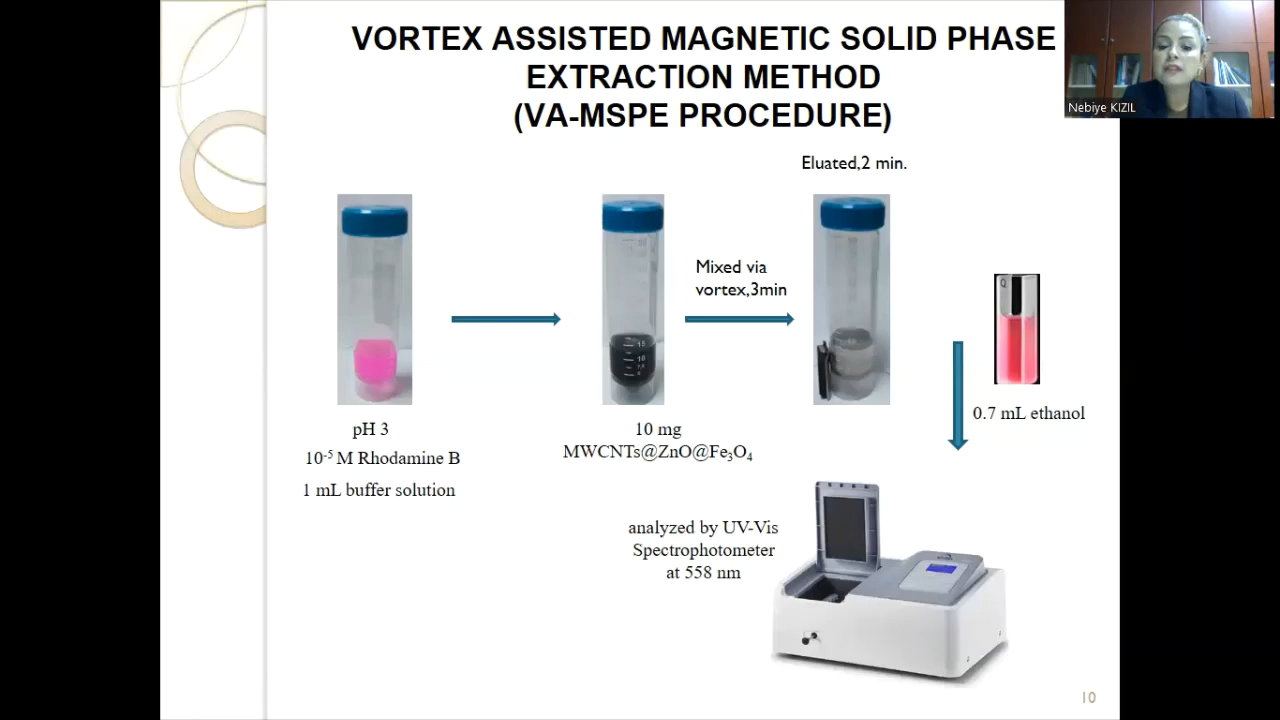 VORTEX ASSISTED MAGNETIC SOLID PHASE
EXTRACTION METHOD
(VA-MSPE PROCEDURE)
Nebiye KIZIL
Eluated,2 min.
Mixed via
vortex,3min
0.7 mL ethanol
pH 3
10⁻⁵ M Rhodamine B
1 mL buffer solution
10 mg
MWCNTs@ZnO@Fe₃O₄
analyzed by UV-Vis
Spectrophotometer
at 558 nm
10